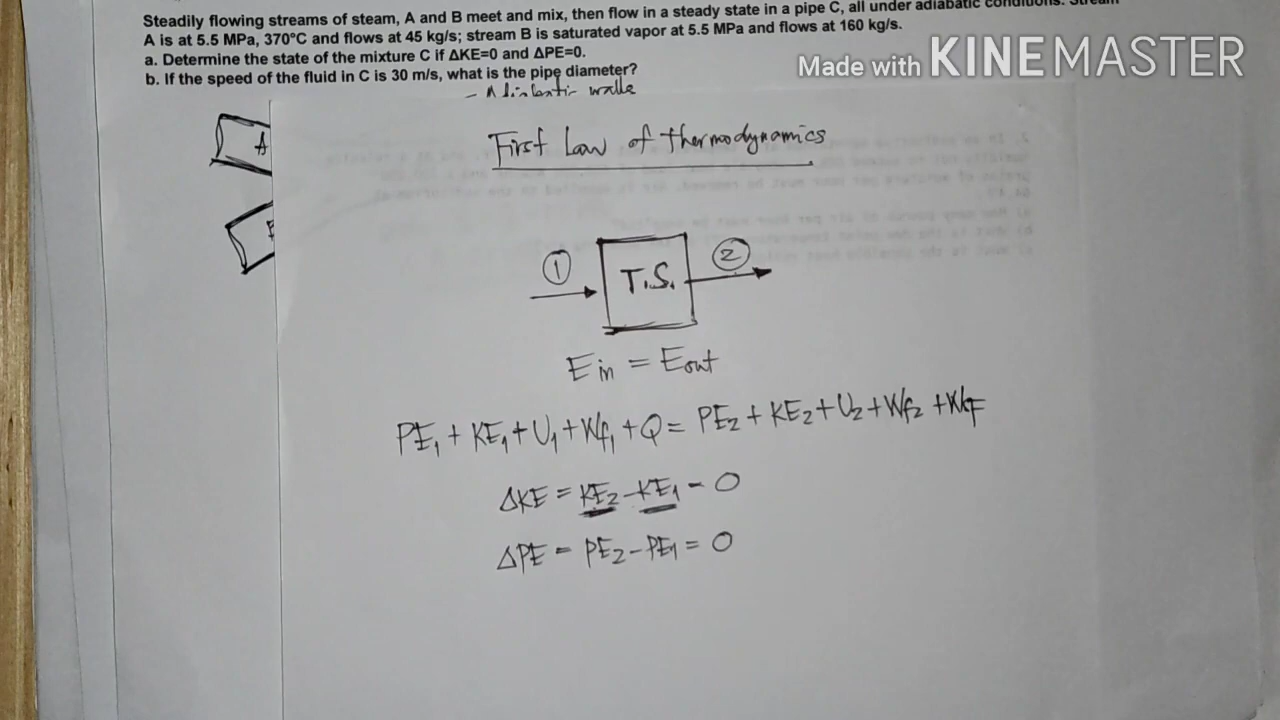 Steadily flowing streams of steam, A and B meet and mix, then flow in a steady state in a pipe C, all under adiabatic conditions. Stream
A is at 5.5 MPa, 370°C and flows at 45 kg/s; stream B is saturated vapor at 5.5 MPa and flows at 160 kg/s.
a. Determine the state of the mixture C if ΔKE=0 and ΔPE=0.
b. If the speed of the fluid in C is 30 m/s, what is the pipe diameter?
Made with KINEMASTER
- Adiabatic walls
First Law of thermodynamics
A
B
① T.S. ②
Ein = Eout
PE₁ + KE₁ + U₁ + Wf₁ + Q = PE₂ + KE₂ + U₂ + Wf₂ + WkF
ΔKE = KE₂ - KE₁ - 0
ΔPE = PE₂ - PE₁ = 0